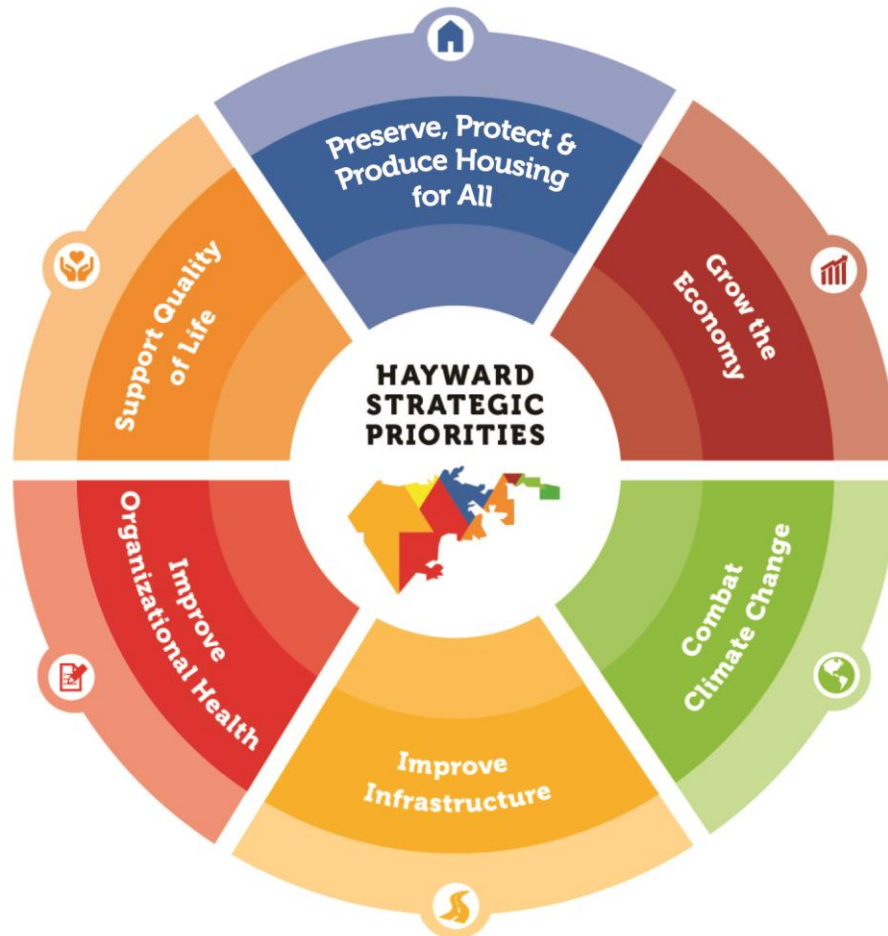 Preserve, Protect &
Produce Housing
for All
Grow the
Economy
Combat
Climate Change
Improve
Infrastructure
Improve
Organizational Health
Support Quality
of Life
HAYWARD
STRATEGIC
PRIORITIES